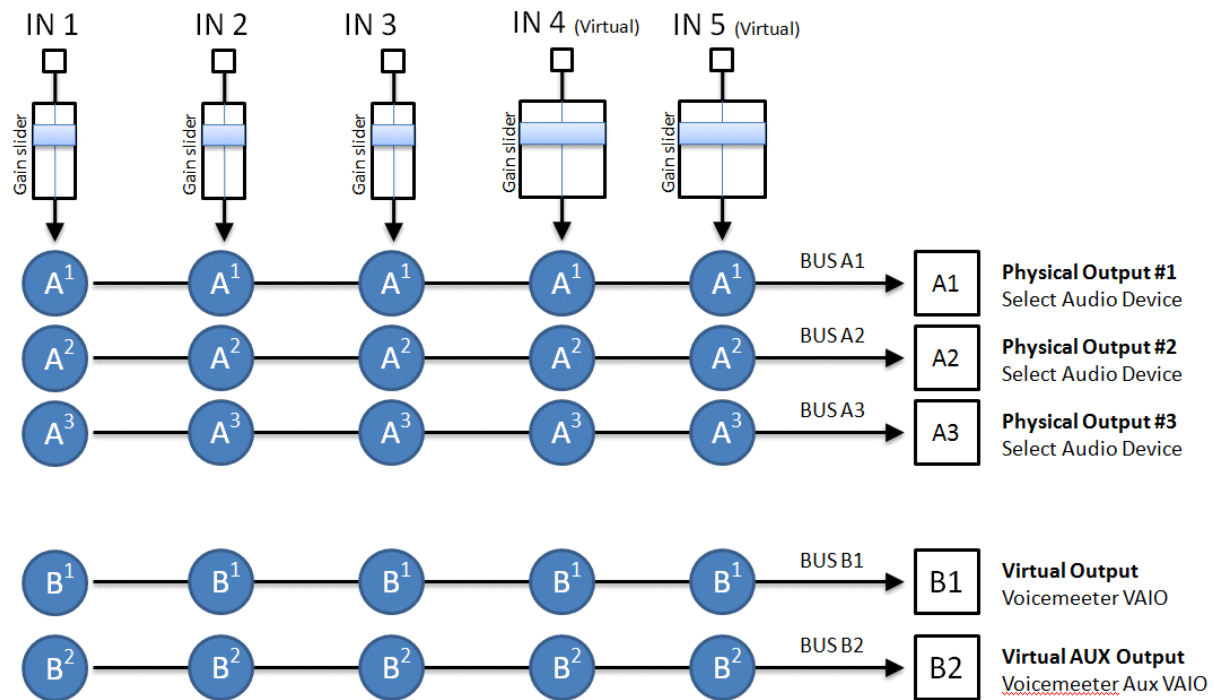 IN 1
IN 2
IN 3
IN 4 (Virtual)
IN 5 (Virtual)
Gain slider
Gain slider
Gain slider
Gain slider
Gain slider
A1 A1 A1 A1 A1 BUS A1 A1 Physical Output #1
Select Audio Device
A2 A2 A2 A2 A2 BUS A2 A2 Physical Output #2
Select Audio Device
A3 A3 A3 A3 A3 BUS A3 A3 Physical Output #3
Select Audio Device
B1 B1 B1 B1 B1 BUS B1 B1 Virtual Output
Voicemeeter VAIO
B2 B2 B2 B2 B2 BUS B2 B2 Virtual AUX Output
Voicemeeter Aux VAIO